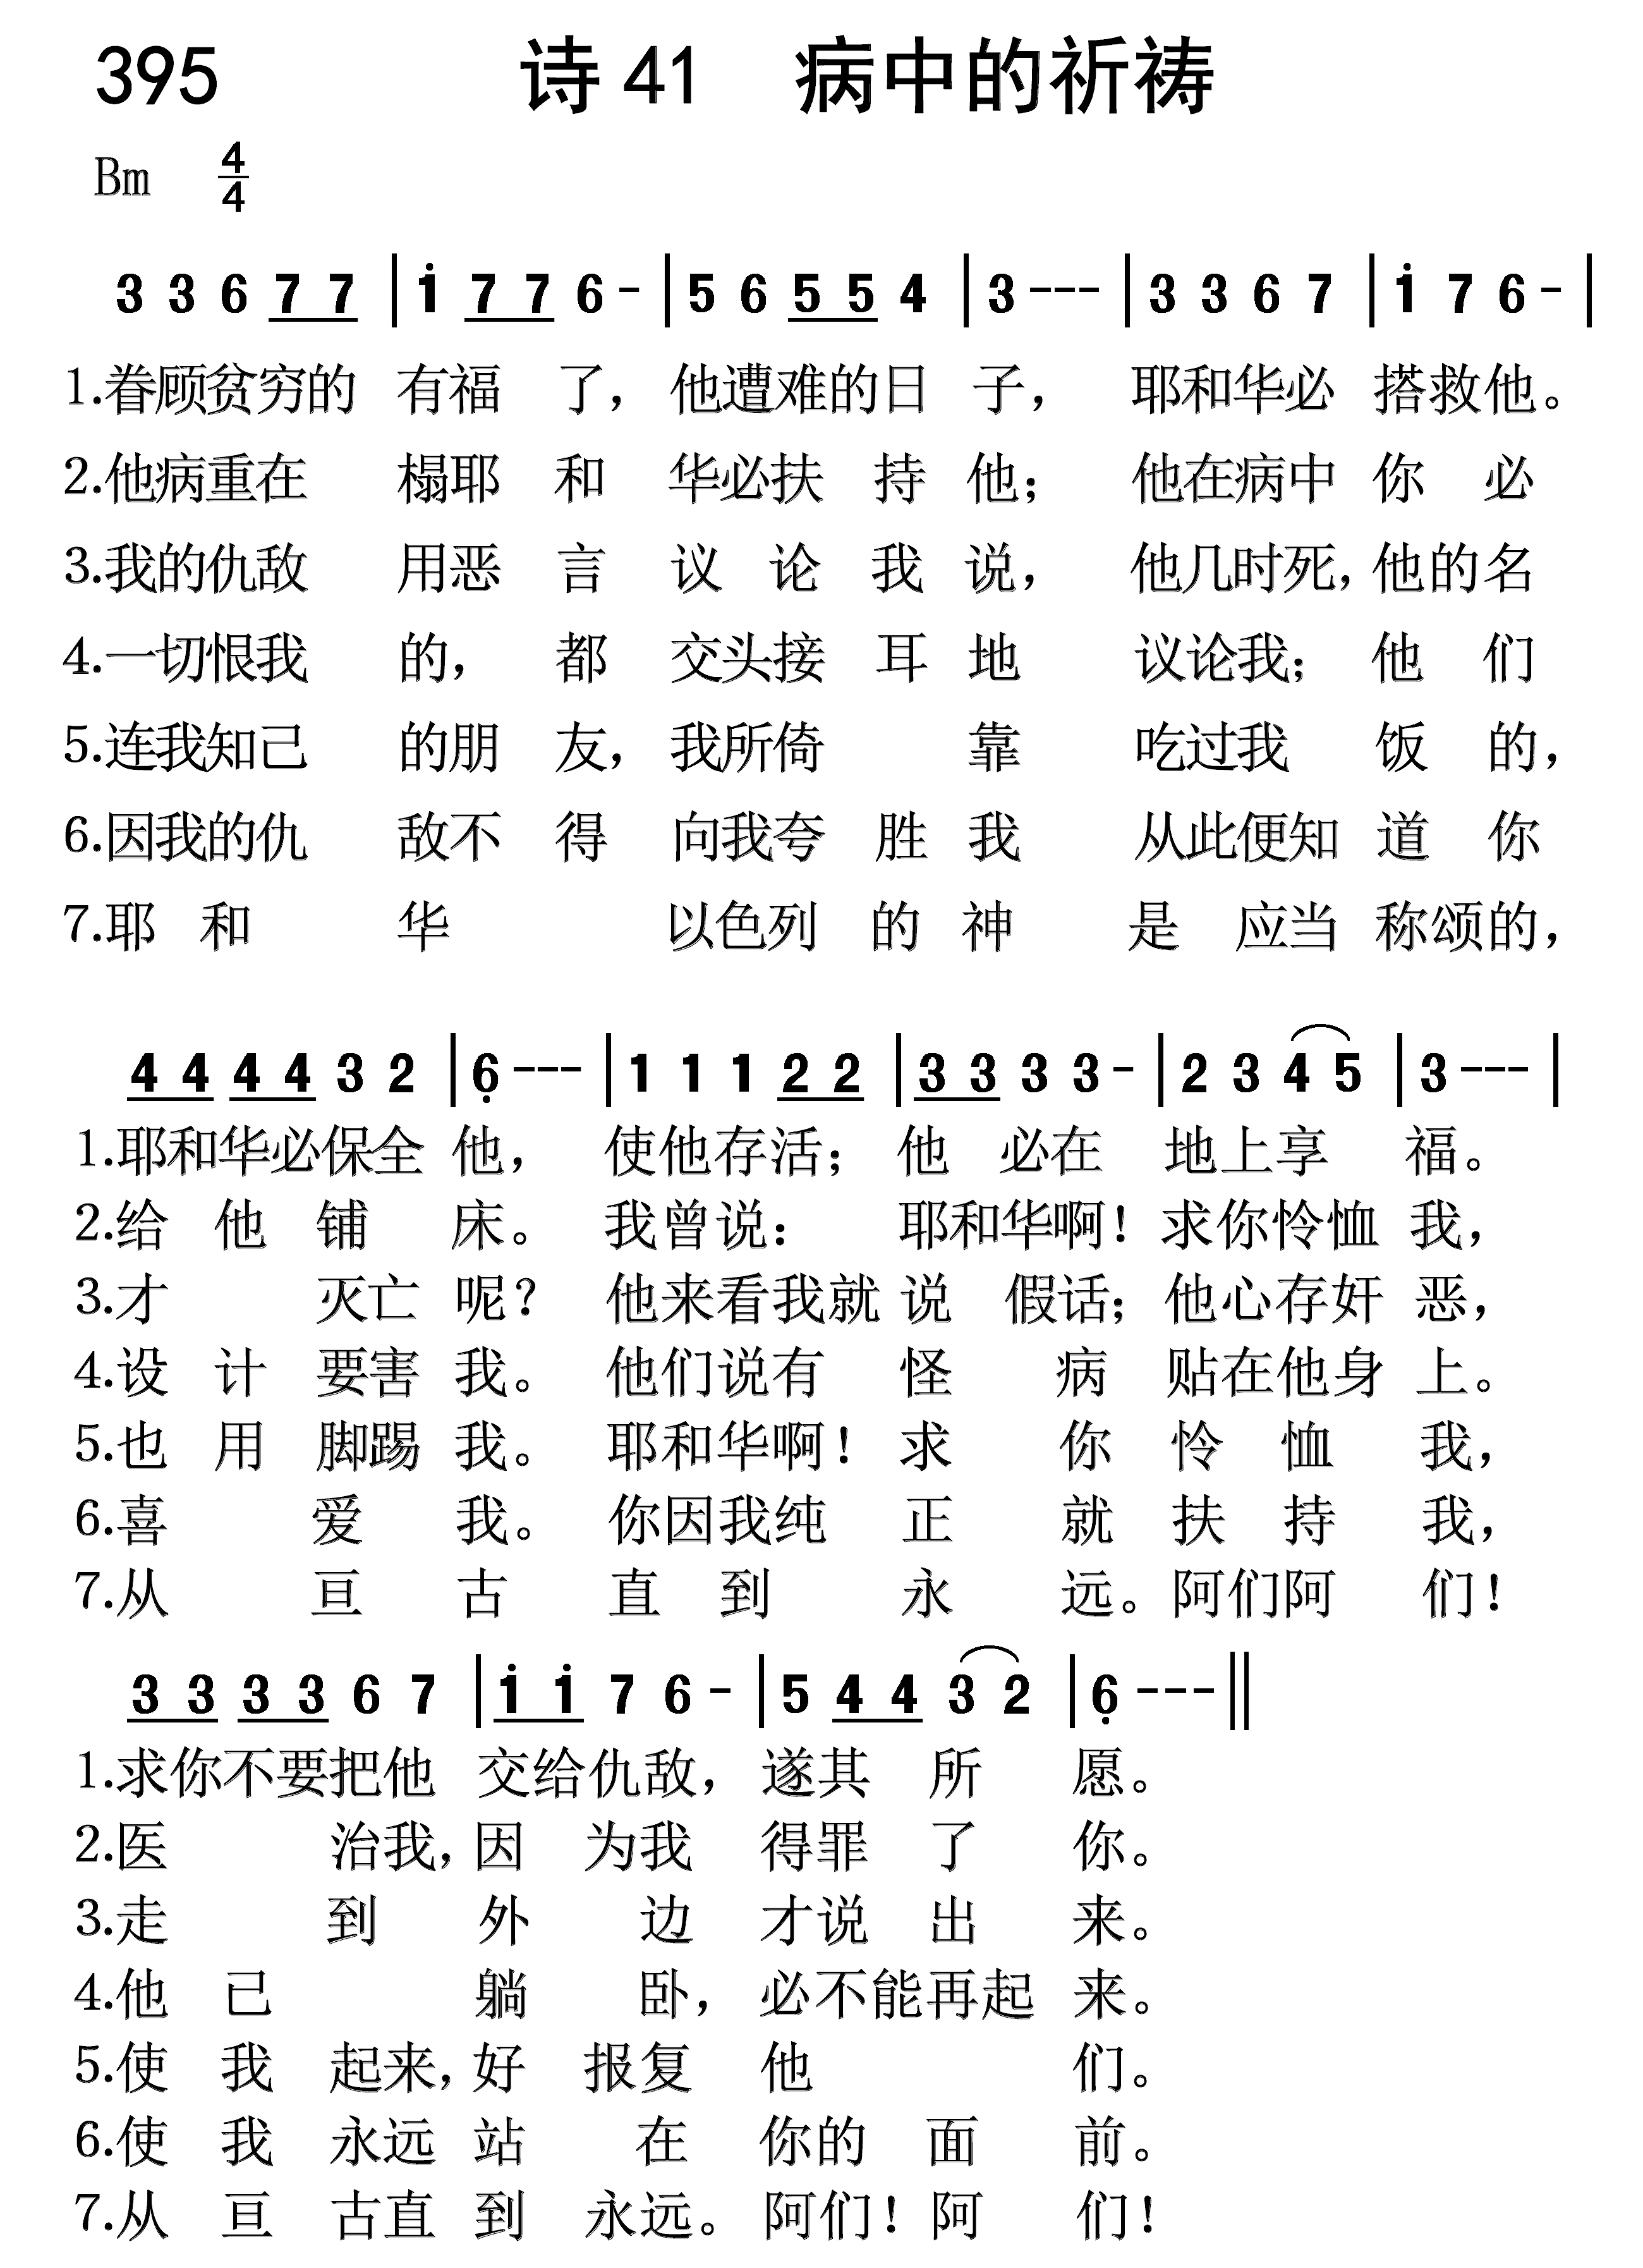 395 诗41 病中的祈祷
Bm 4/4
3 3 6 7 7 | i 7 7 6 - | 5 6 5 5 4 | 3 - - - | 3 3 6 7 | i 7 6 - |
1.眷顾贫穷的 有福 了， 他遭难的日 子， 耶和华必 搭救他。
2.他病重在 榻耶 和 华必扶 持 他； 他在病中 你 必
3.我的仇敌 用恶 言 议 论 我 说， 他几时死，他的名
4.一切恨我 的， 都 交头接 耳 地 议论我； 他 们
5.连我知己 的朋 友，我所倚 靠 吃过我 饭 的，
6.因我的仇 敌不 得 向我夸 胜 我 从此便知 道 你
7.耶 和 华 以色列 的 神 是 应当 称颂的，
4 4 4 4 3 2 | 6̣ - - - | 1 1 1 2 2 | 3 3 3 3 - | 2 3 4 5 | 3 - - - |
1.耶和华必保全 他， 使他存活； 他 必在 地上享 福。
2.给 他 铺 床。 我曾说： 耶和华啊！求你怜恤 我，
3.才 灭亡 呢？ 他来看我就 说 假话；他心存奸 恶，
4.设 计 要害 我。 他们说有 怪 病 贴在他身 上。
5.也 用 脚踢 我。 耶和华啊！ 求 你 怜 恤 我，
6.喜 爱 我。 你因我纯 正 就 扶 持 我，
7.从 亘 古 直 到 永 远。阿们阿 们！
3 3 3 3 6 7 | i i 7 6 - | 5 4 4 3 2 | 6̣ - - - ||
1.求你不要把他 交给仇敌， 遂其 所 愿。
2.医 治我，因 为我 得罪 了 你。
3.走 到 外 边 才说 出 来。
4.他 已 躺 卧， 必不能再起 来。
5.使 我 起来，好 报复 他 们。
6.使 我 永远 站 在 你的 面 前。
7.从 亘 古直 到 永远。 阿们！阿 们！